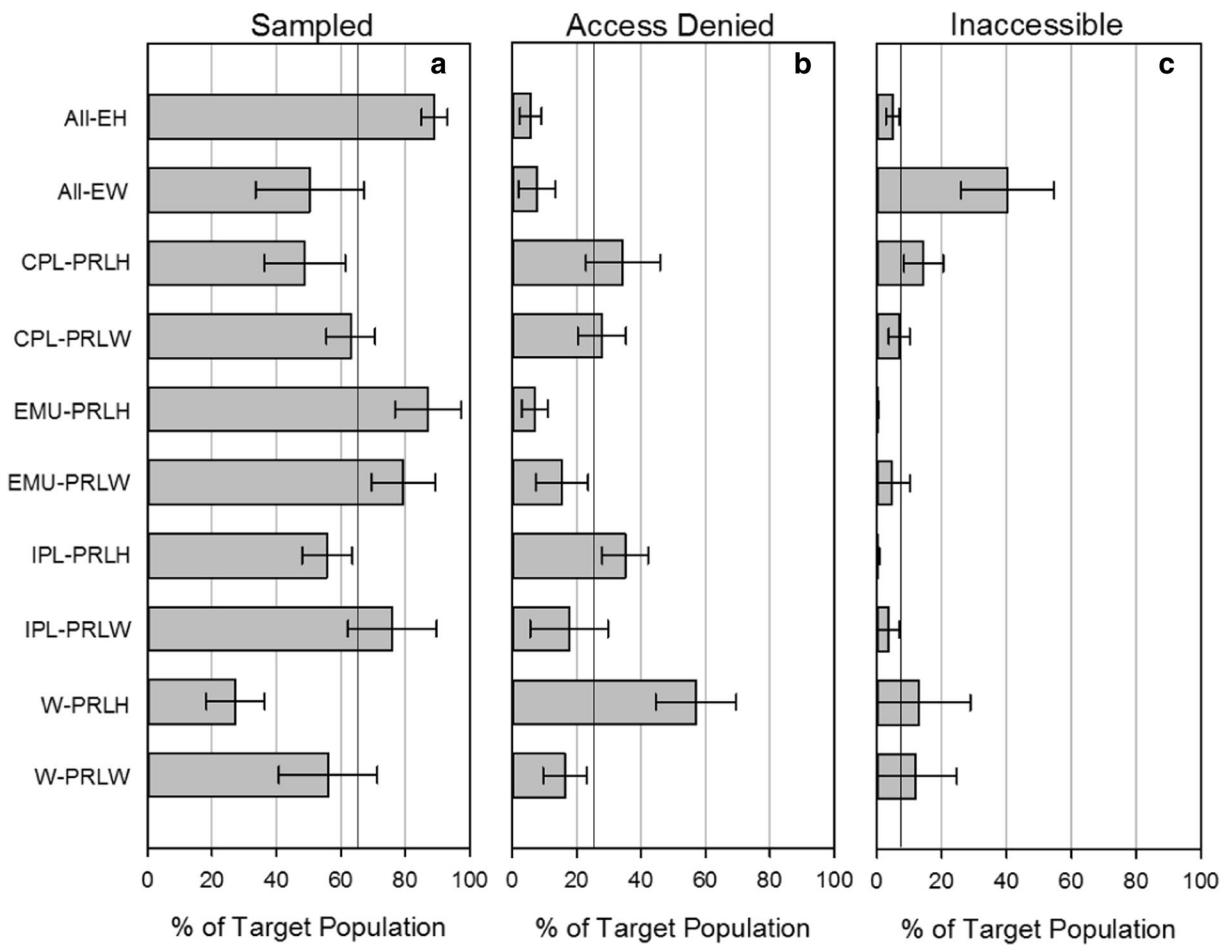 Sampled Access Denied Inaccessible
a b c
All-EH
All-EW
CPL-PRLH
CPL-PRLW
EMU-PRLH
EMU-PRLW
IPL-PRLH
IPL-PRLW
W-PRLH
W-PRLW
0 20 40 60 80 100 0 20 40 60 80 100 0 20 40 60 80 100
% of Target Population % of Target Population % of Target Population